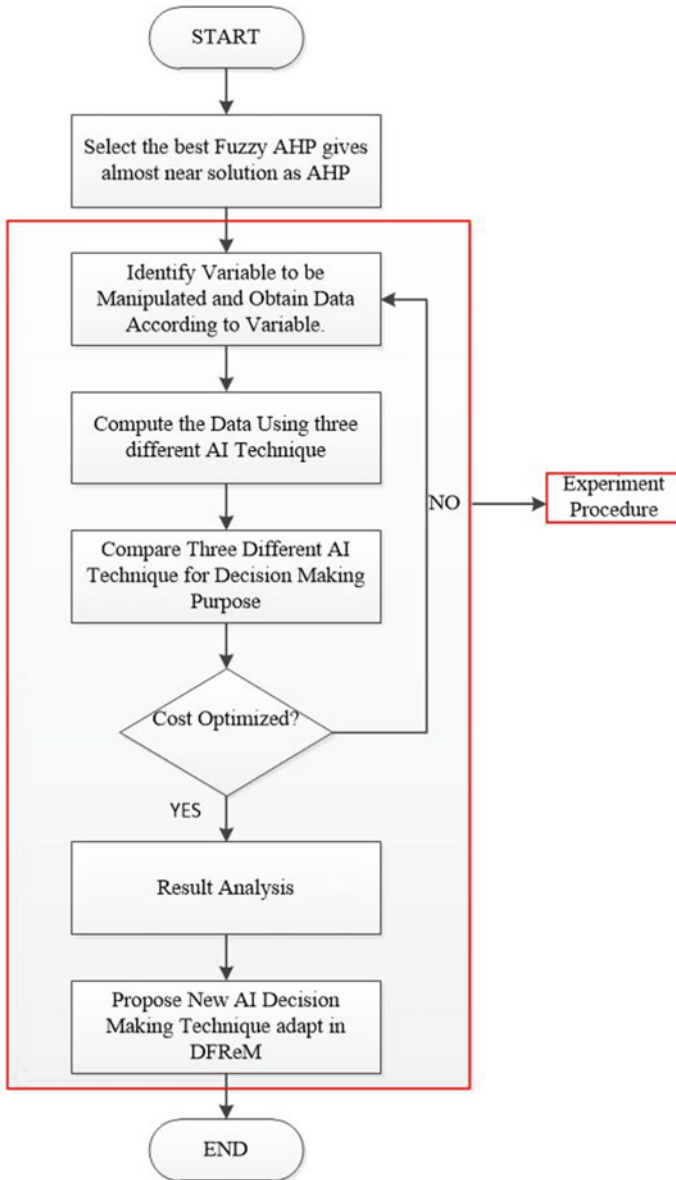 START
Select the best Fuzzy AHP gives
almost near solution as AHP
Identify Variable to be
Manipulated and Obtain Data
According to Variable.
Compute the Data Using three
different AI Technique
NO
Experiment
Procedure
Compare Three Different AI
Technique for Decision Making
Purpose
Cost Optimized?
YES
Result Analysis
Propose New AI Decision
Making Technique adapt in
DFReM
END